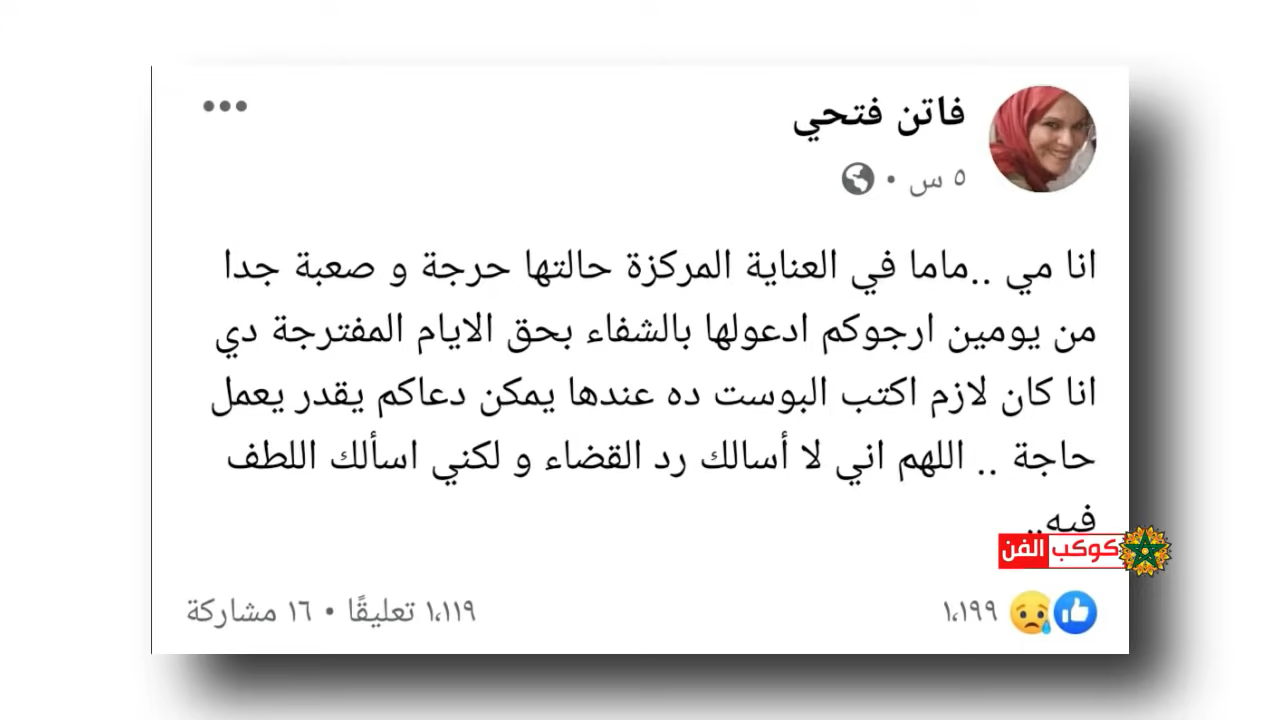 فاتن فتحي
٥ س •
انا مي ..ماما في العناية المركزة حالتها حرجة و صعبة جدا
من يومين ارجوكم ادعولها بالشفاء بحق الايام المفترجة دي
انا كان لازم اكتب البوست ده عندها يمكن دعاكم يقدر يعمل
حاجة .. اللهم اني لا أسالك رد القضاء و لكني اسألك اللطف
فيه..
كوكب الفن
١،١٩٩
١،١١٩ تعليقًا • ١٦ مشاركة